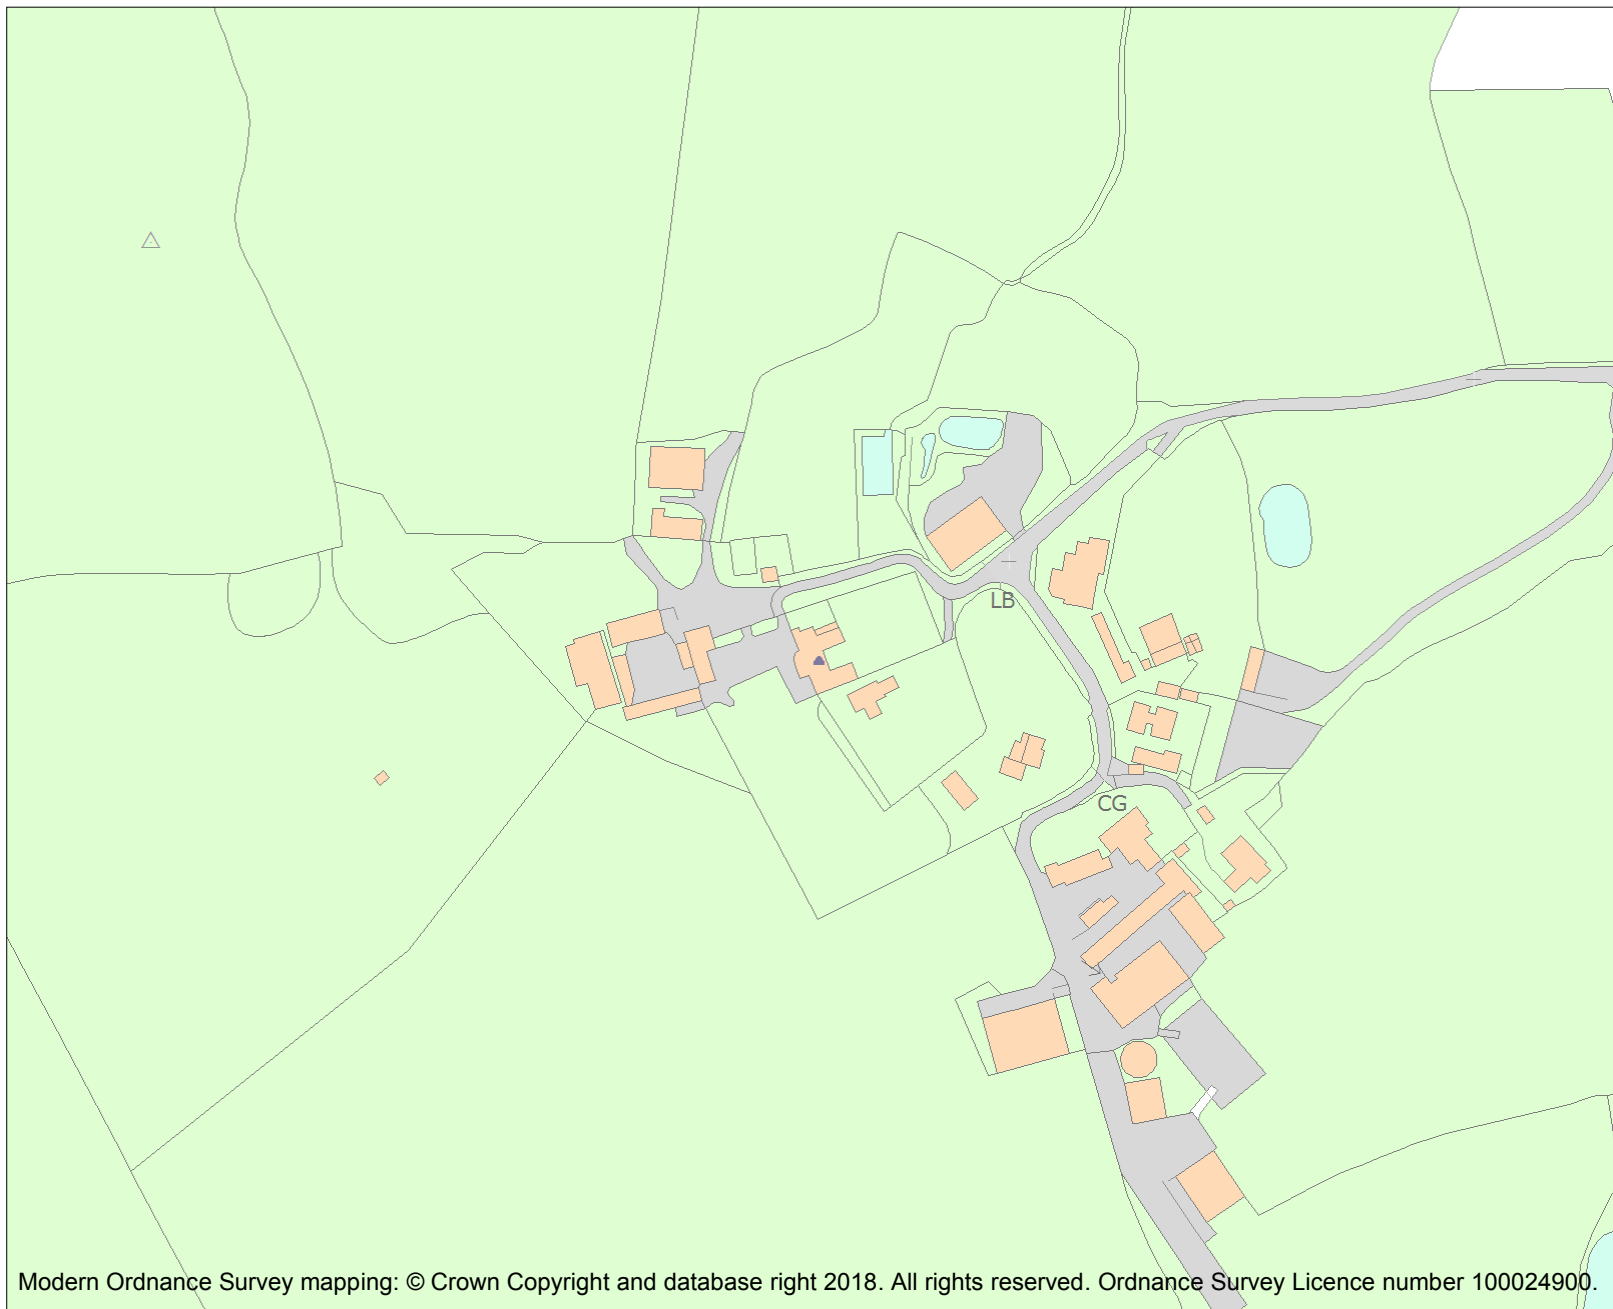 LB
CG
Modern Ordnance Survey mapping: © Crown Copyright and database right 2018. All rights reserved. Ordnance Survey Licence number 100024900.